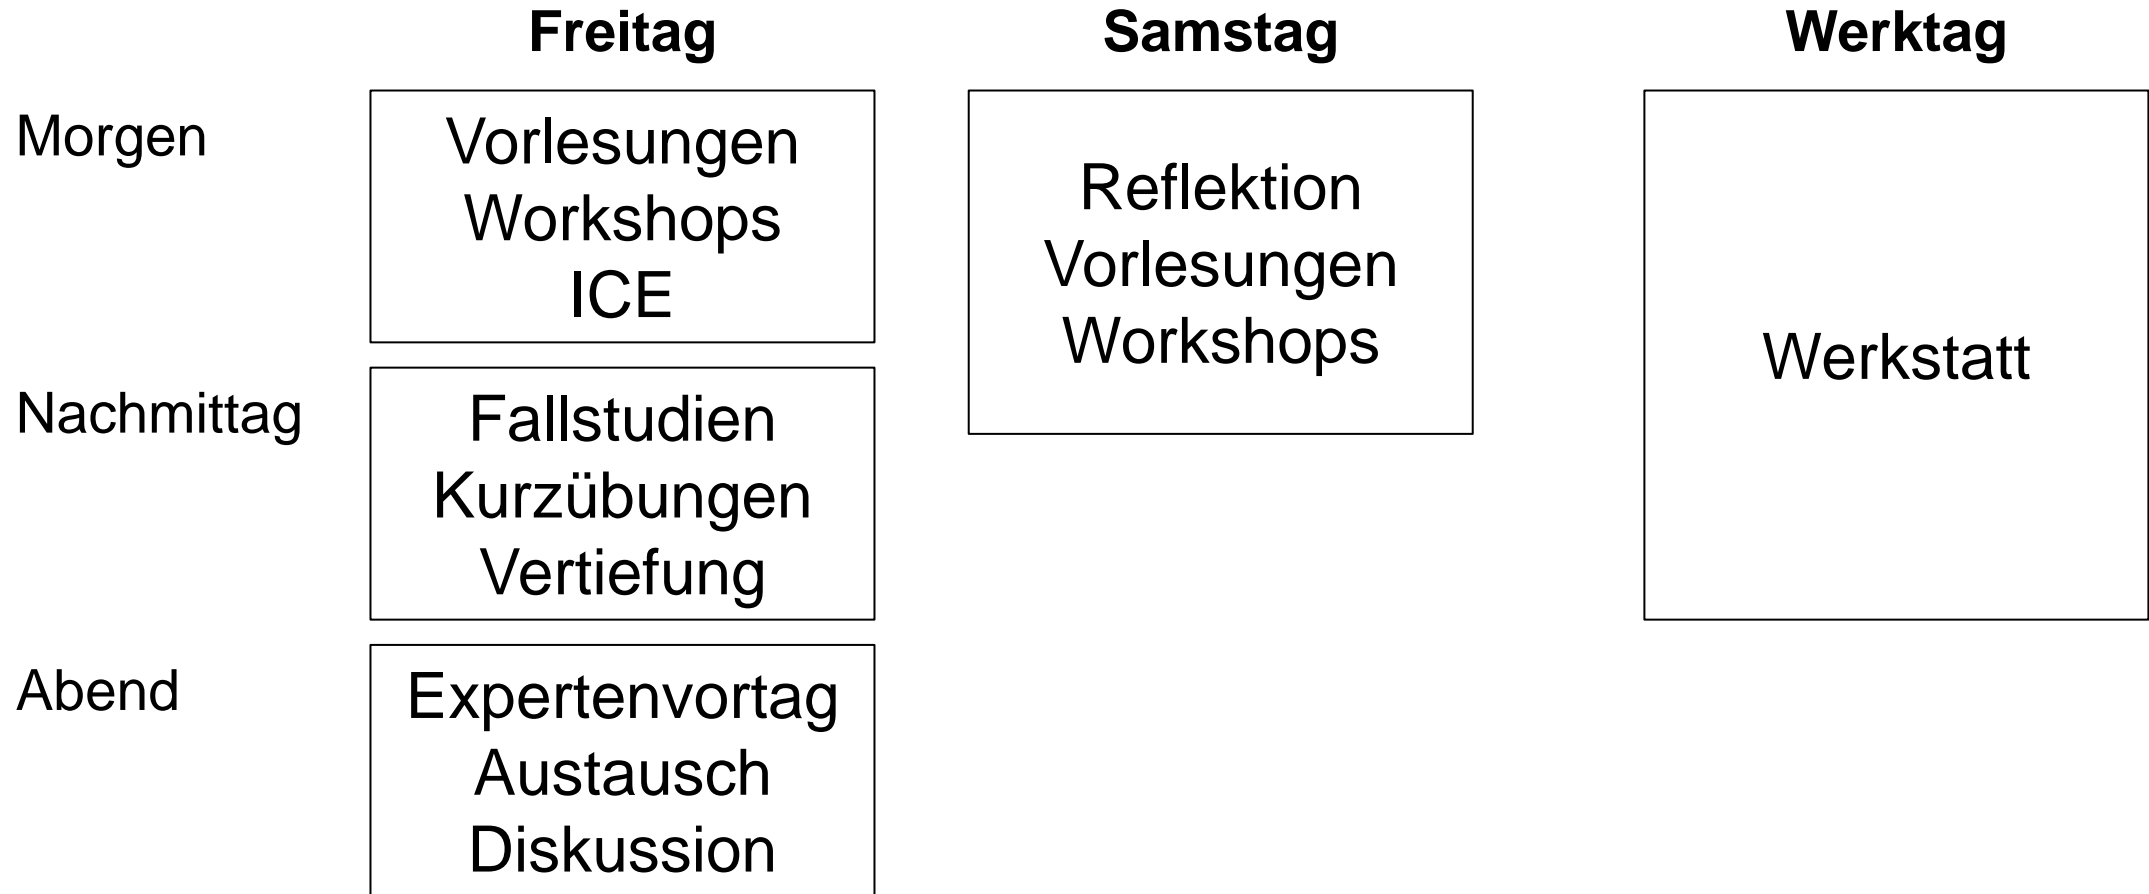 Freitag Samstag Werktag
Morgen
Vorlesungen
Workshops
ICE
Reflektion
Vorlesungen
Workshops
Werkstatt
Nachmittag
Fallstudien
Kurzübungen
Vertiefung
Abend
Expertenvortag
Austausch
Diskussion